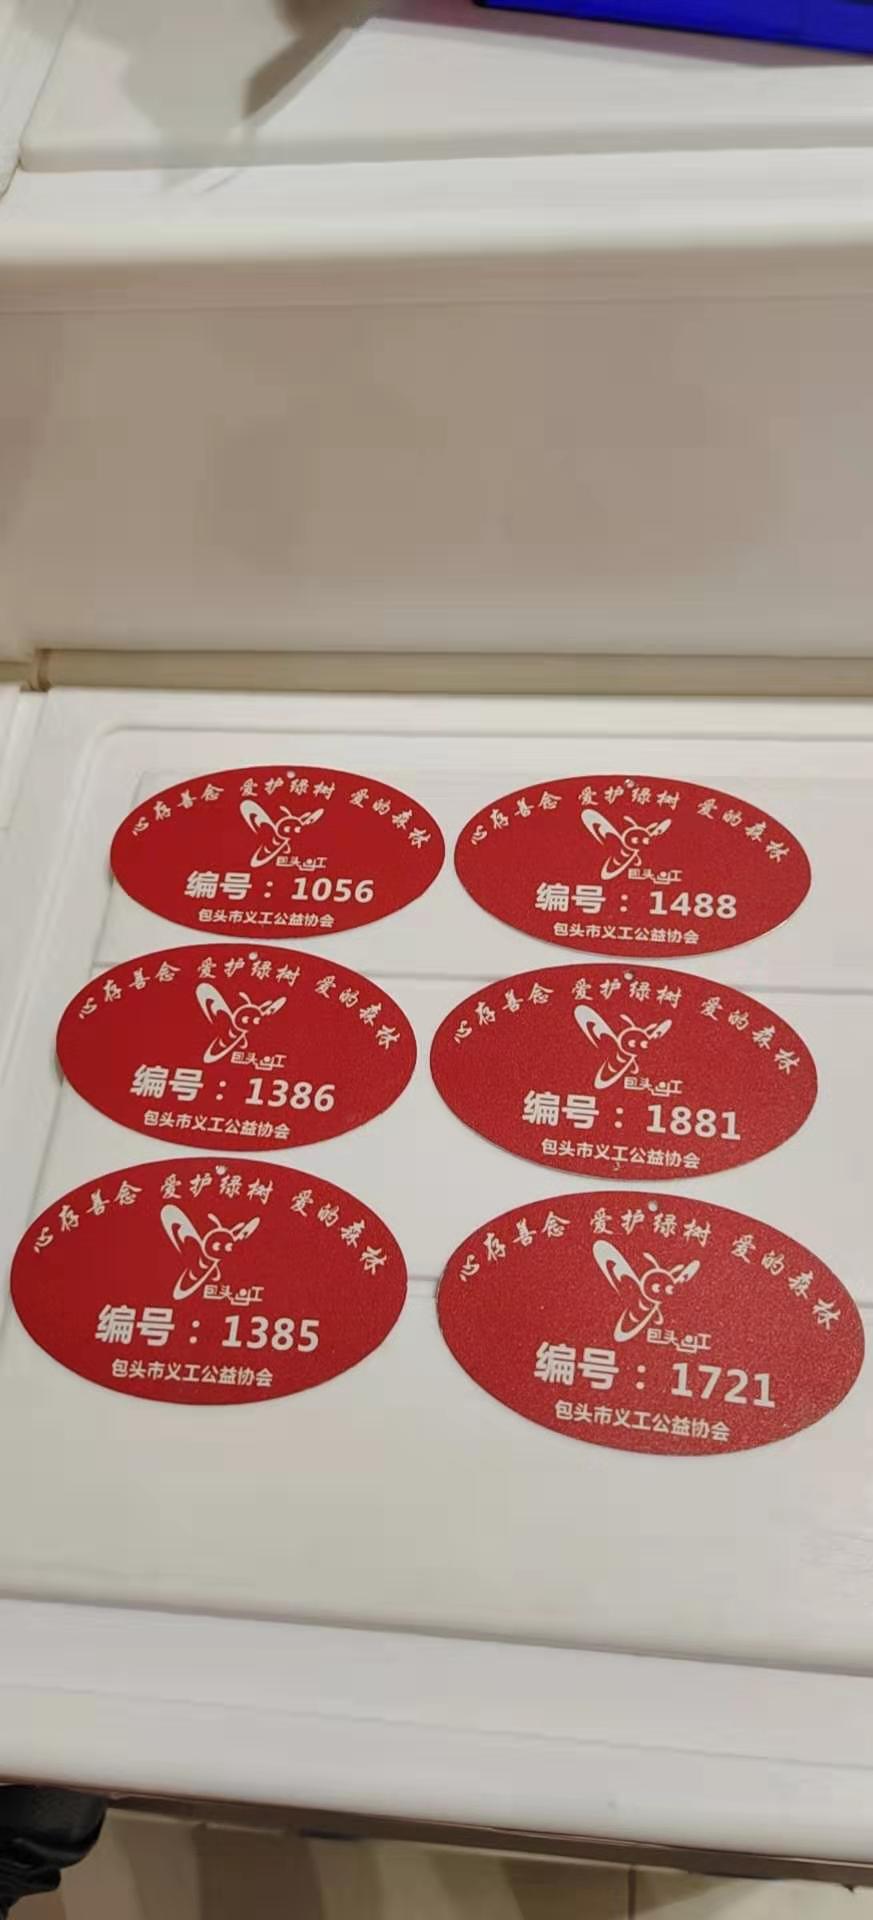 心存善念 爱护绿树 爱的森林
包头义工
编号：1056
包头市义工公益协会
心存善念 爱护绿树 爱的森林
包头义工
编号：1488
包头市义工公益协会
心存善念 爱护绿树 爱的森林
包头义工
编号：1386
包头市义工公益协会
心存善念 爱护绿树 爱的森林
包头义工
编号：1881
包头市义工公益协会
心存善念 爱护绿树 爱的森林
包头义工
编号：1385
包头市义工公益协会
心存善念 爱护绿树 爱的森林
包头义工
编号：1721
包头市义工公益协会